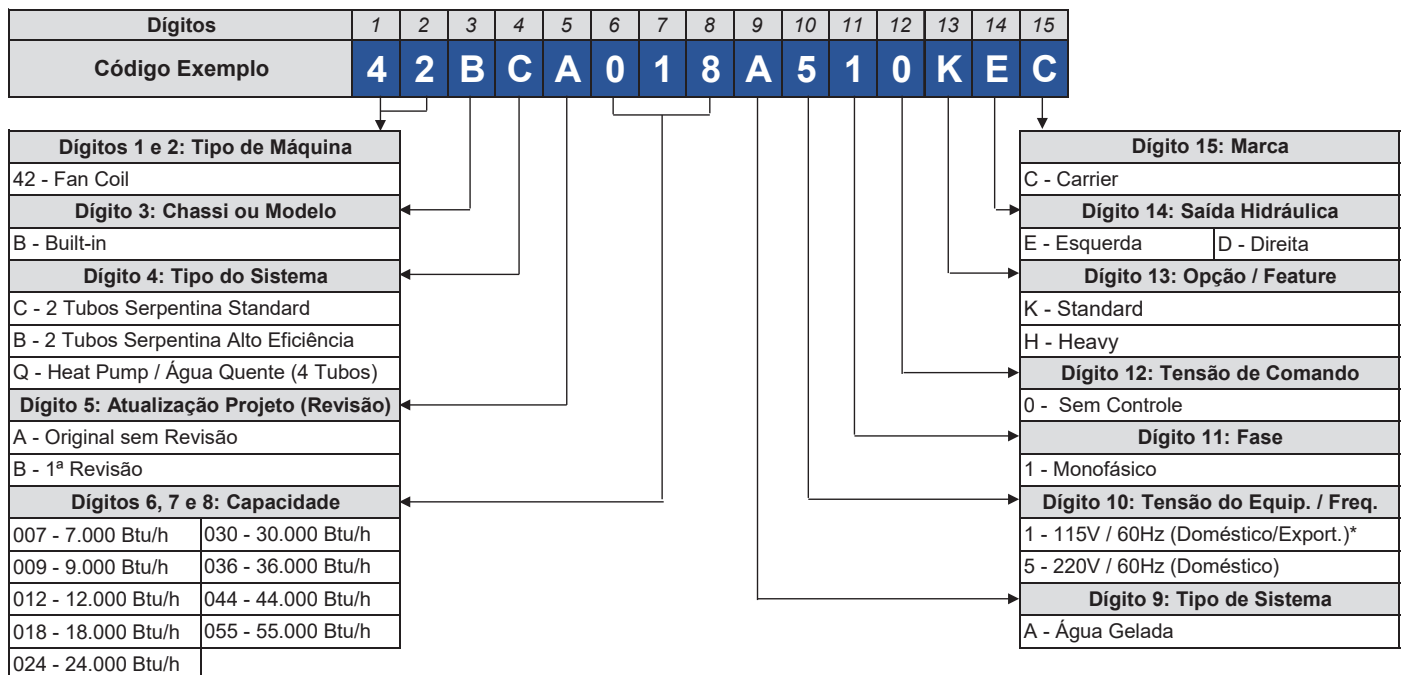 Dígitos 1 2 3 4 5 6 7 8 9 10 11 12 13 14 15
Código Exemplo 4 2 B C A 0 1 8 A 5 1 0 K E C
Dígitos 1 e 2: Tipo de Máquina
42 - Fan Coil
Dígito 3: Chassi ou Modelo
B - Built-in
Dígito 4: Tipo do Sistema
C - 2 Tubos Serpentina Standard
B - 2 Tubos Serpentina Alto Eficiência
Q - Heat Pump / Água Quente (4 Tubos)
Dígito 5: Atualização Projeto (Revisão)
A - Original sem Revisão
B - 1ª Revisão
Dígitos 6, 7 e 8: Capacidade
007 - 7.000 Btu/h 030 - 30.000 Btu/h
009 - 9.000 Btu/h 036 - 36.000 Btu/h
012 - 12.000 Btu/h 044 - 44.000 Btu/h
018 - 18.000 Btu/h 055 - 55.000 Btu/h
024 - 24.000 Btu/h
Dígito 15: Marca
C - Carrier
Dígito 14: Saída Hidráulica
E - Esquerda D - Direita
Dígito 13: Opção / Feature
K - Standard
H - Heavy
Dígito 12: Tensão de Comando
0 - Sem Controle
Dígito 11: Fase
1 - Monofásico
Dígito 10: Tensão do Equip. / Freq.
1 - 115V / 60Hz (Doméstico/Export.)*
5 - 220V / 60Hz (Doméstico)
Dígito 9: Tipo de Sistema
A - Água Gelada